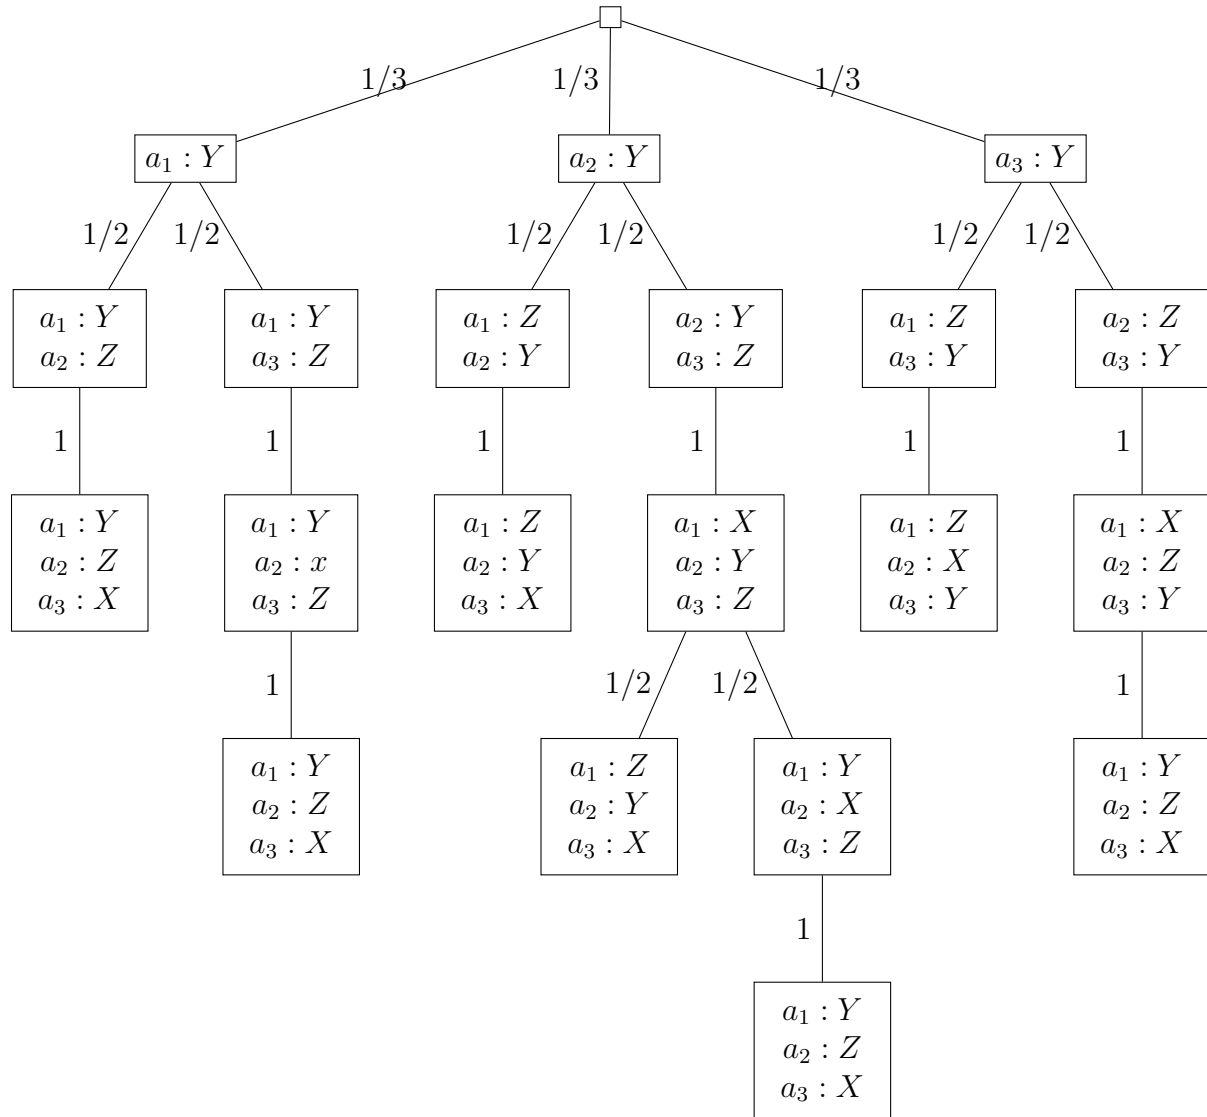 1/3 1/3 1/3
a₁ : Y a₂ : Y a₃ : Y
1/2 1/2 1/2 1/2 1/2 1/2
a₁ : Y a₁ : Y a₁ : Z a₂ : Y a₁ : Z a₂ : Z
a₂ : Z a₃ : Z a₂ : Y a₃ : Z a₃ : Y a₃ : Y
1 1 1 1 1 1
a₁ : Y a₁ : Y a₁ : Z a₁ : X a₁ : Z a₁ : X
a₂ : Z a₂ : x a₂ : Y a₂ : Y a₂ : X a₂ : Z
a₃ : X a₃ : Z a₃ : X a₃ : Z a₃ : Y a₃ : Y
1 1/2 1/2 1
a₁ : Y a₁ : Z a₁ : Y a₁ : Y
a₂ : Z a₂ : Y a₂ : X a₂ : Z
a₃ : X a₃ : X a₃ : Z a₃ : X
1
a₁ : Y
a₂ : Z
a₃ : X